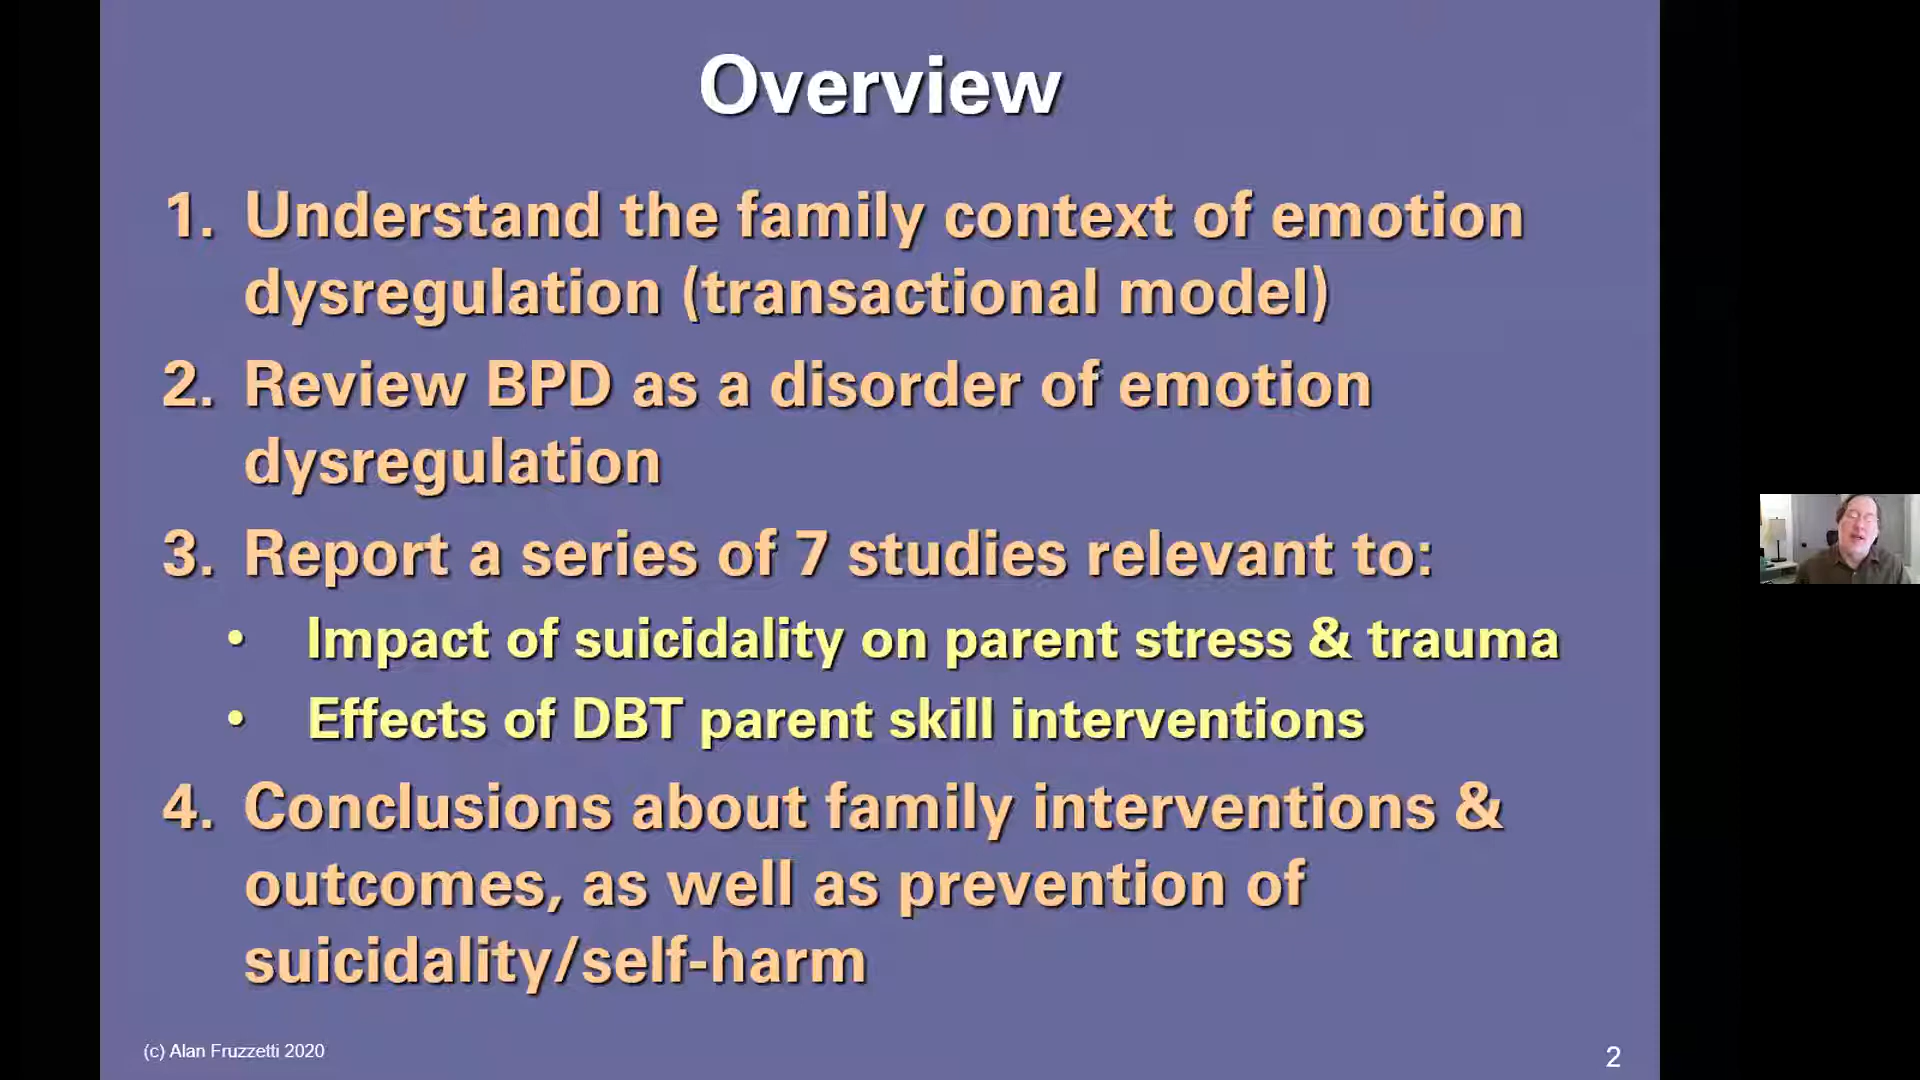 Overview
1. Understand the family context of emotion
dysregulation (transactional model)
2. Review BPD as a disorder of emotion
dysregulation
3. Report a series of 7 studies relevant to:
• Impact of suicidality on parent stress & trauma
• Effects of DBT parent skill interventions
4. Conclusions about family interventions &
outcomes, as well as prevention of
suicidality/self-harm
(c) Alan Fruzzetti 2020
2